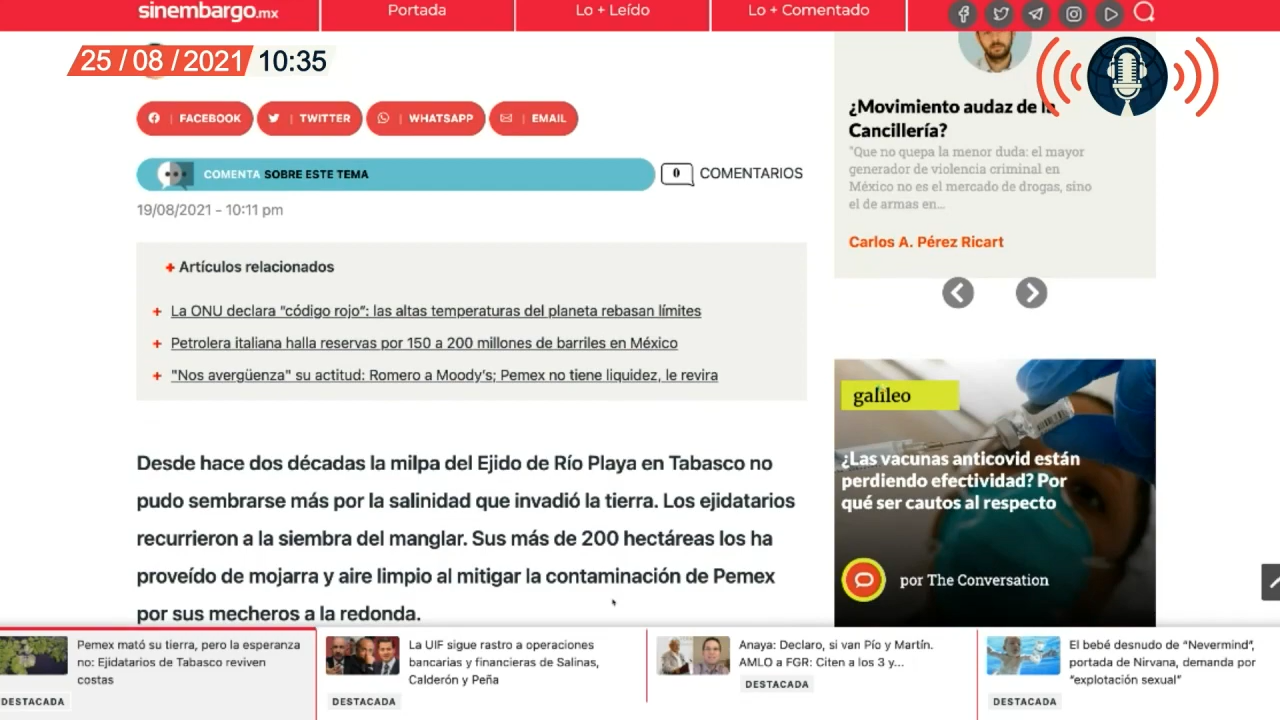 sinembargo.mx
Portada
Lo + Leído
Lo + Comentado
25/08/2021 10:35
FACEBOOK
TWITTER
WHATSAPP
EMAIL
COMENTA SOBRE ESTE TEMA
0 COMENTARIOS
19/08/2021 - 10:11 pm
+ Artículos relacionados
+ La ONU declara "código rojo": las altas temperaturas del planeta rebasan límites
+ Petrolera italiana halla reservas por 150 a 200 millones de barriles en México
+ "Nos avergüenza" su actitud: Romero a Moody's; Pemex no tiene liquidez, le revira
Desde hace dos décadas la milpa del Ejido de Río Playa en Tabasco no
pudo sembrarse más por la salinidad que invadió la tierra. Los ejidatarios
recurrieron a la siembra del manglar. Sus más de 200 hectáreas los ha
proveído de mojarra y aire limpio al mitigar la contaminación de Pemex
por sus mecheros a la redonda.
¿Movimiento audaz de la
Cancillería?
"Que no quepa la menor duda: el mayor
generador de violencia criminal en
México no es el mercado de drogas, sino
el de armas en...
Carlos A. Pérez Ricart
galileo
¿Las vacunas anticovid están
perdiendo efectividad? Por
qué ser cautos al respecto
por The Conversation
Pemex mató su tierra, pero la esperanza
no: Ejidatarios de Tabasco reviven
costas
DESTACADA
La UIF sigue rastro a operaciones
bancarias y financieras de Salinas,
Calderón y Peña
DESTACADA
Anaya: Declaro, si van Pío y Martín.
AMLO a FGR: Citen a los 3 y...
DESTACADA
El bebé desnudo de "Nevermind",
portada de Nirvana, demanda por
"explotación sexual"
DESTACADA